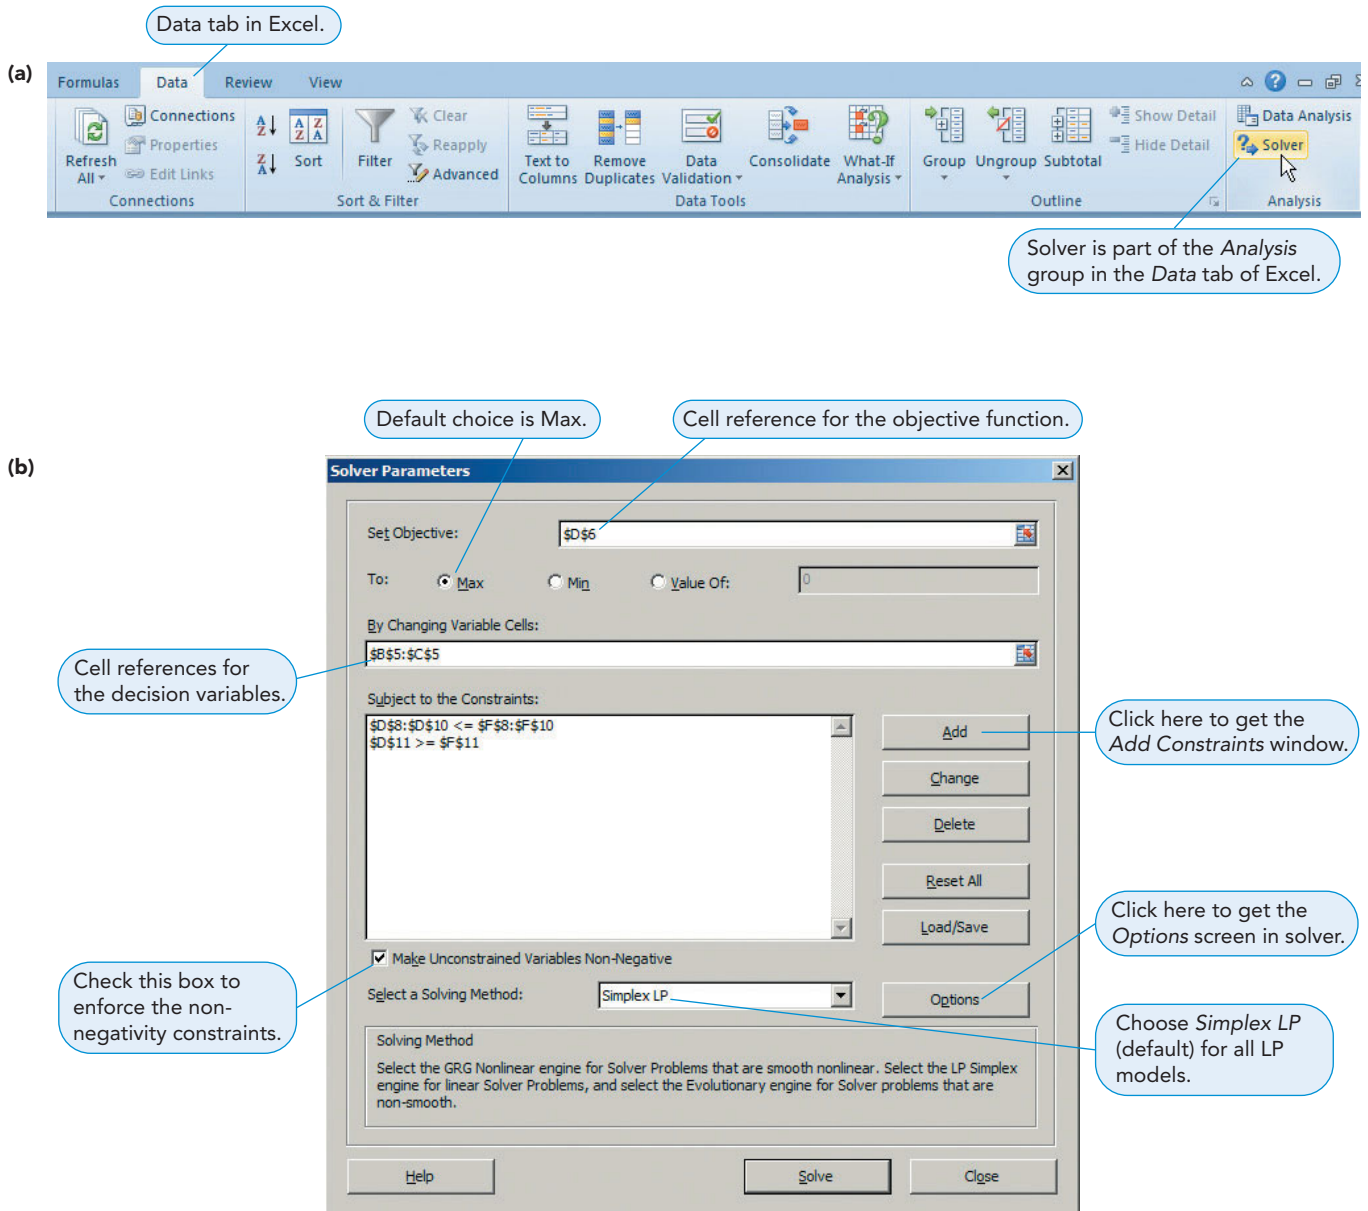 Data tab in Excel.
(a)
Formulas Data Review View
Connections
Properties
Edit Links
Refresh
All
Connections
Sort
Filter
Clear
Reapply
Advanced
Sort & Filter
Text to
Columns
Remove
Duplicates
Data
Validation
Consolidate
What-If
Analysis
Data Tools
Group
Ungroup
Subtotal
Show Detail
Hide Detail
Outline
Data Analysis
Solver
Analysis
Solver is part of the Analysis
group in the Data tab of Excel.
Default choice is Max.
Cell reference for the objective function.
(b)
Solver Parameters
Set Objective: $D$6
To: Max Min Value Of: 0
By Changing Variable Cells:
$B$5:$C$5
Cell references for
the decision variables.
Subject to the Constraints:
$D$8:$D$10 <= $F$8:$F$10
$D$11 >= $F$11
Add
Change
Delete
Reset All
Load/Save
Click here to get the
Add Constraints window.
Click here to get the
Options screen in solver.
Make Unconstrained Variables Non-Negative
Check this box to
enforce the non-
negativity constraints.
Select a Solving Method: Simplex LP Options
Choose Simplex LP
(default) for all LP
models.
Solving Method
Select the GRG Nonlinear engine for Solver Problems that are smooth nonlinear. Select the LP Simplex
engine for linear Solver Problems, and select the Evolutionary engine for Solver problems that are
non-smooth.
Help Solve Close